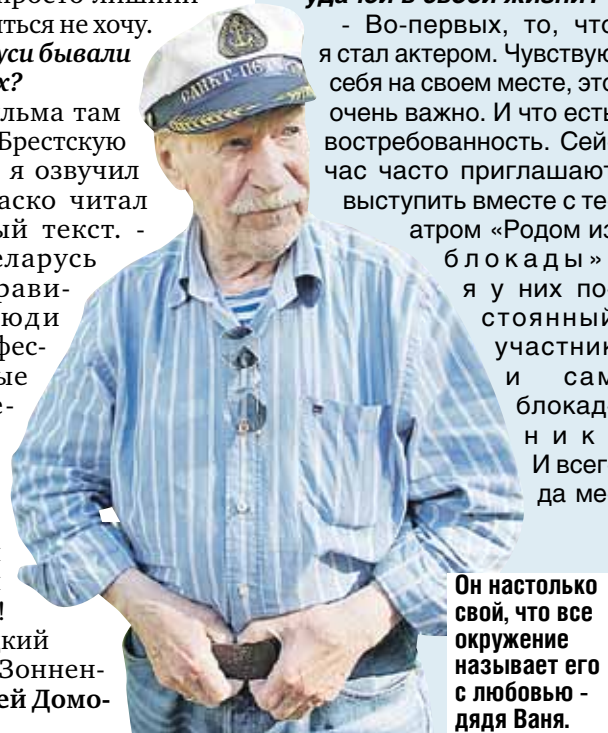 просто лишний
ться не хочу.
уси бывали
х?
льма там
Брестскую
я озвучил
аско читал
ый текст. -
еларусь
рави-
юди
фес-
ые
е-
!
кий
Зоннен-
ей Домо-
САНКТ-ПЕТ
удачей в своей жизни?
- Во-первых, то, что
я стал актером. Чувствую
себя на своем месте, это
очень важно. И что есть
востребованность. Сей-
час часто приглашают
выступить вместе с те-
атром «Родом из
блокады»
я у них по-
стоянный
участник
и сам
блокад-
ник
И всег-
да ме-
Он настолько
свой, что все
окружение
называет его
с любовью -
дядя Ваня.